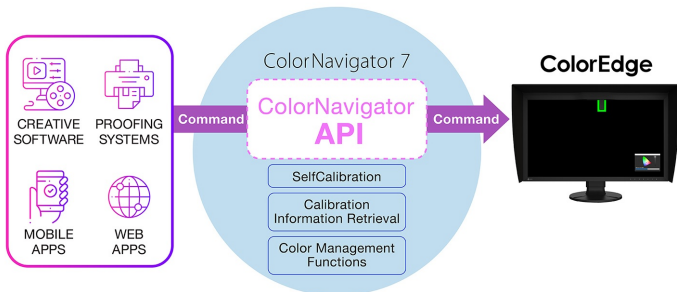 CREATIVE
SOFTWARE
PROOFING
SYSTEMS
MOBILE
APPS
WEB
APPS
Command
ColorNavigator 7
ColorNavigator
API
SelfCalibration
Calibration
Information Retrieval
Color Management
Functions
Command
ColorEdge